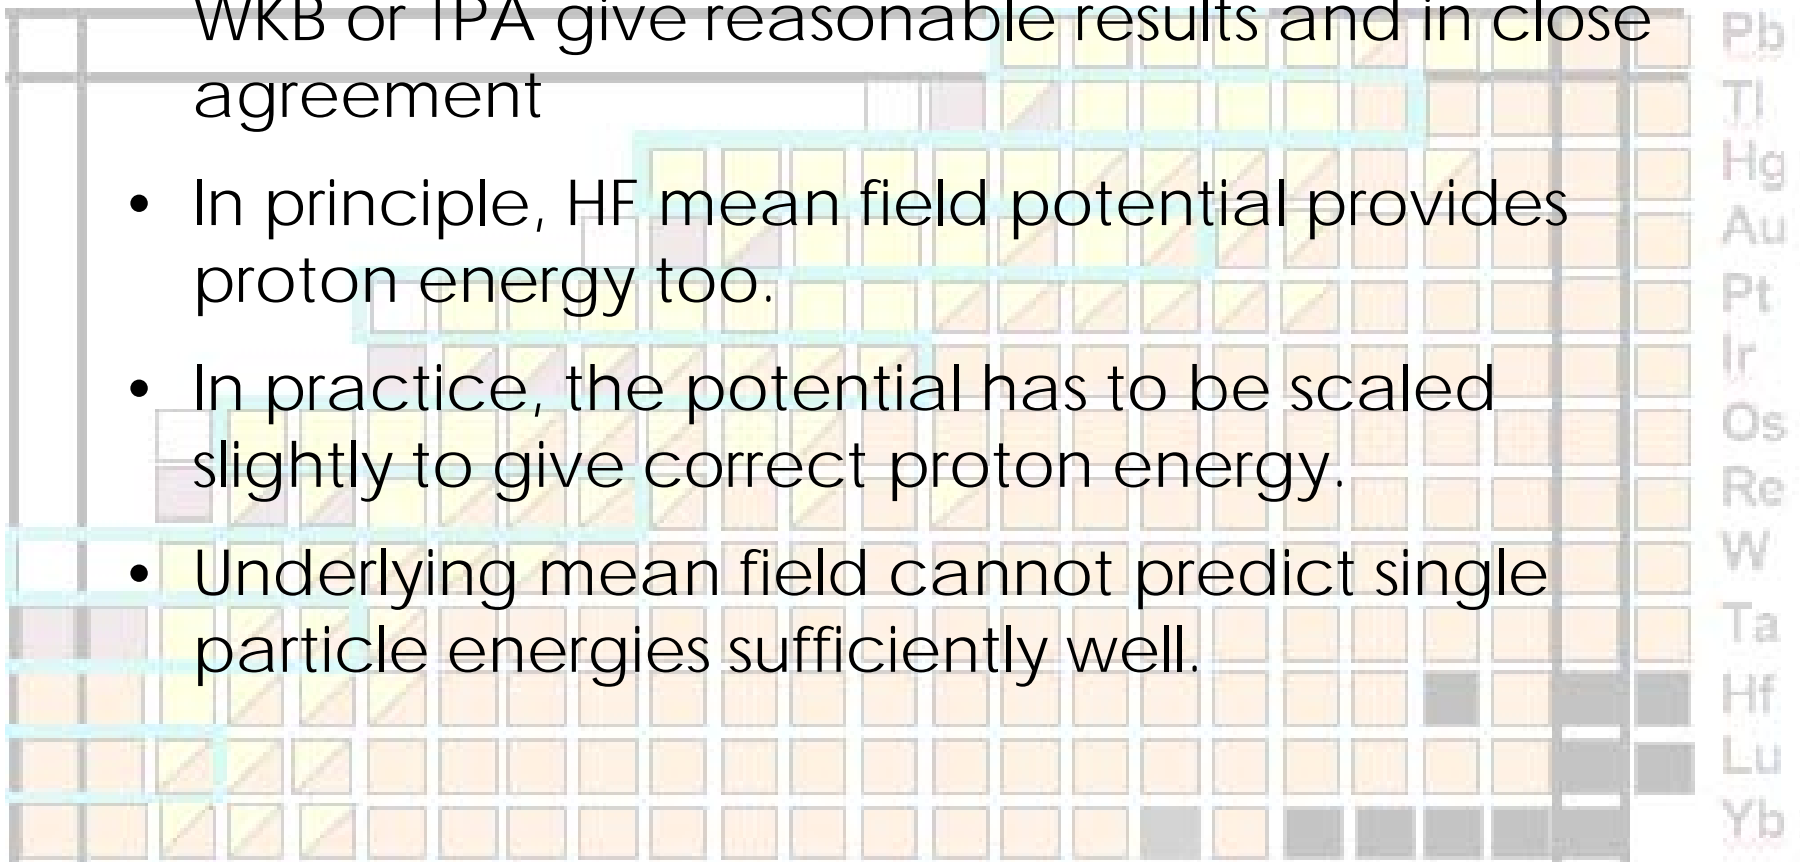 WKB or TPA give reasonable results and in close
agreement
• In principle, HF mean field potential provides
proton energy too.
• In practice, the potential has to be scaled
slightly to give correct proton energy.
• Underlying mean field cannot predict single
particle energies sufficiently well.
Pb
Tl
Hg
Au
Pt
Ir
Os
Re
W
Ta
Hf
Lu
Yb